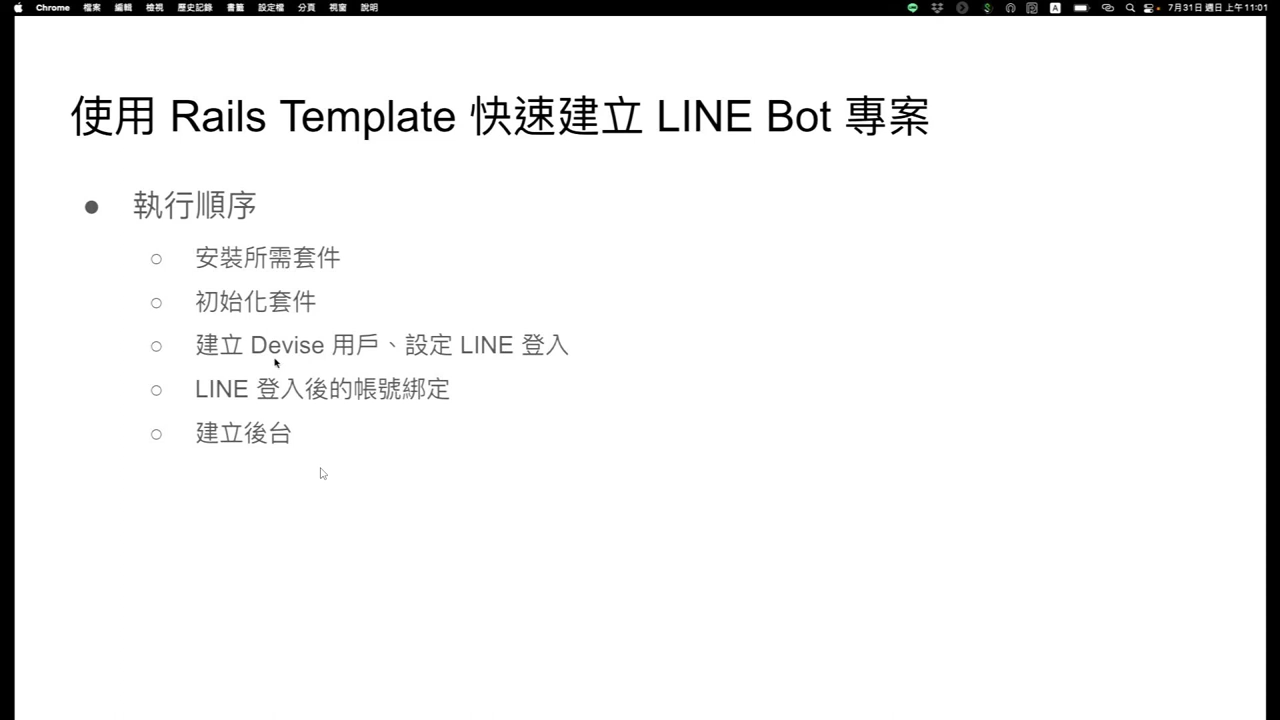 Chrome 檔案 編輯 檢視 歷史記錄 書籤 設定檔 分頁 視窗 說明
A 7月31日 週日 上午11:01
使用 Rails Template 快速建立 LINE Bot 專案
● 執行順序
○ 安裝所需套件
○ 初始化套件
○ 建立 Devise 用戶、設定 LINE 登入
○ LINE 登入後的帳號綁定
○ 建立後台